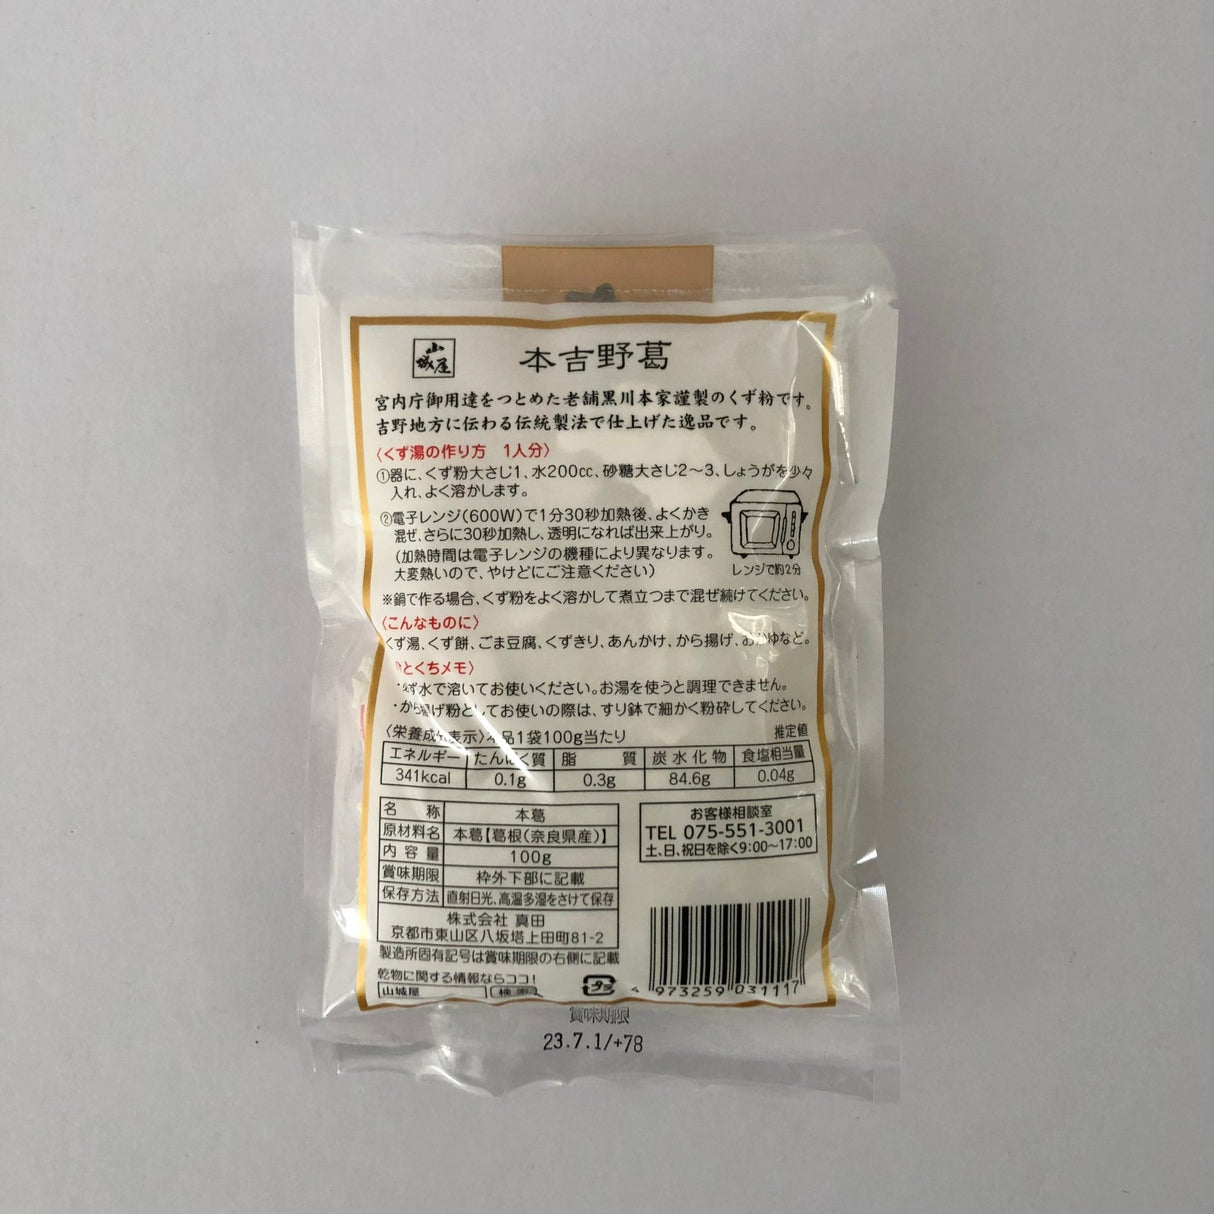 山城屋
本吉野葛
宮内庁御用達をつとめた老舗黒川本家謹製のくず粉です。
吉野地方に伝わる伝統製法で仕上げた逸品です。
〈くず湯の作り方　1人分〉
①器に、くず粉大さじ1、水200cc、砂糖大さじ2〜3、しょうがを少々
入れ、よく溶かします。
②電子レンジ(600W)で1分30秒加熱後、よくかき
混ぜ、さらに30秒加熱し、透明になれば出来上がり。
(加熱時間は電子レンジの機種により異なります。
大変熱いので、やけどにご注意ください)
レンジで約2分
※鍋で作る場合、くず粉をよく溶かして煮立つまで混ぜ続けてください。
〈こんなものに〉
くず湯、くず餅、ごま豆腐、くずきり、あんかけ、から揚げ、おかゆなど。
ひとくちメモ〉
・必ず水で溶いてお使いください。お湯を使うと調理できません。
・から揚げ粉としてお使いの際は、すり鉢で細かく粉砕してください。
〈栄養成分表示〉本品1袋100g当たり 推定値
エネルギー たんぱく質 脂質 炭水化物 食塩相当量
341kcal 0.1g 0.3g 84.6g 0.04g
名称 本葛
原材料名 本葛【葛根(奈良県産)】
内容量 100g
賞味期限 枠外下部に記載
保存方法 直射日光、高温多湿をさけて保存
株式会社 真田
京都市東山区八坂塔上田町81-2
製造所固有記号は賞味期限の右側に記載
乾物に関する情報ならココ!
山城屋 検索
お客様相談室
TEL 075-551-3001
土、日、祝日を除く9:00〜17:00
プラ
4 973259 031117
賞味期限
23.7.1/+78